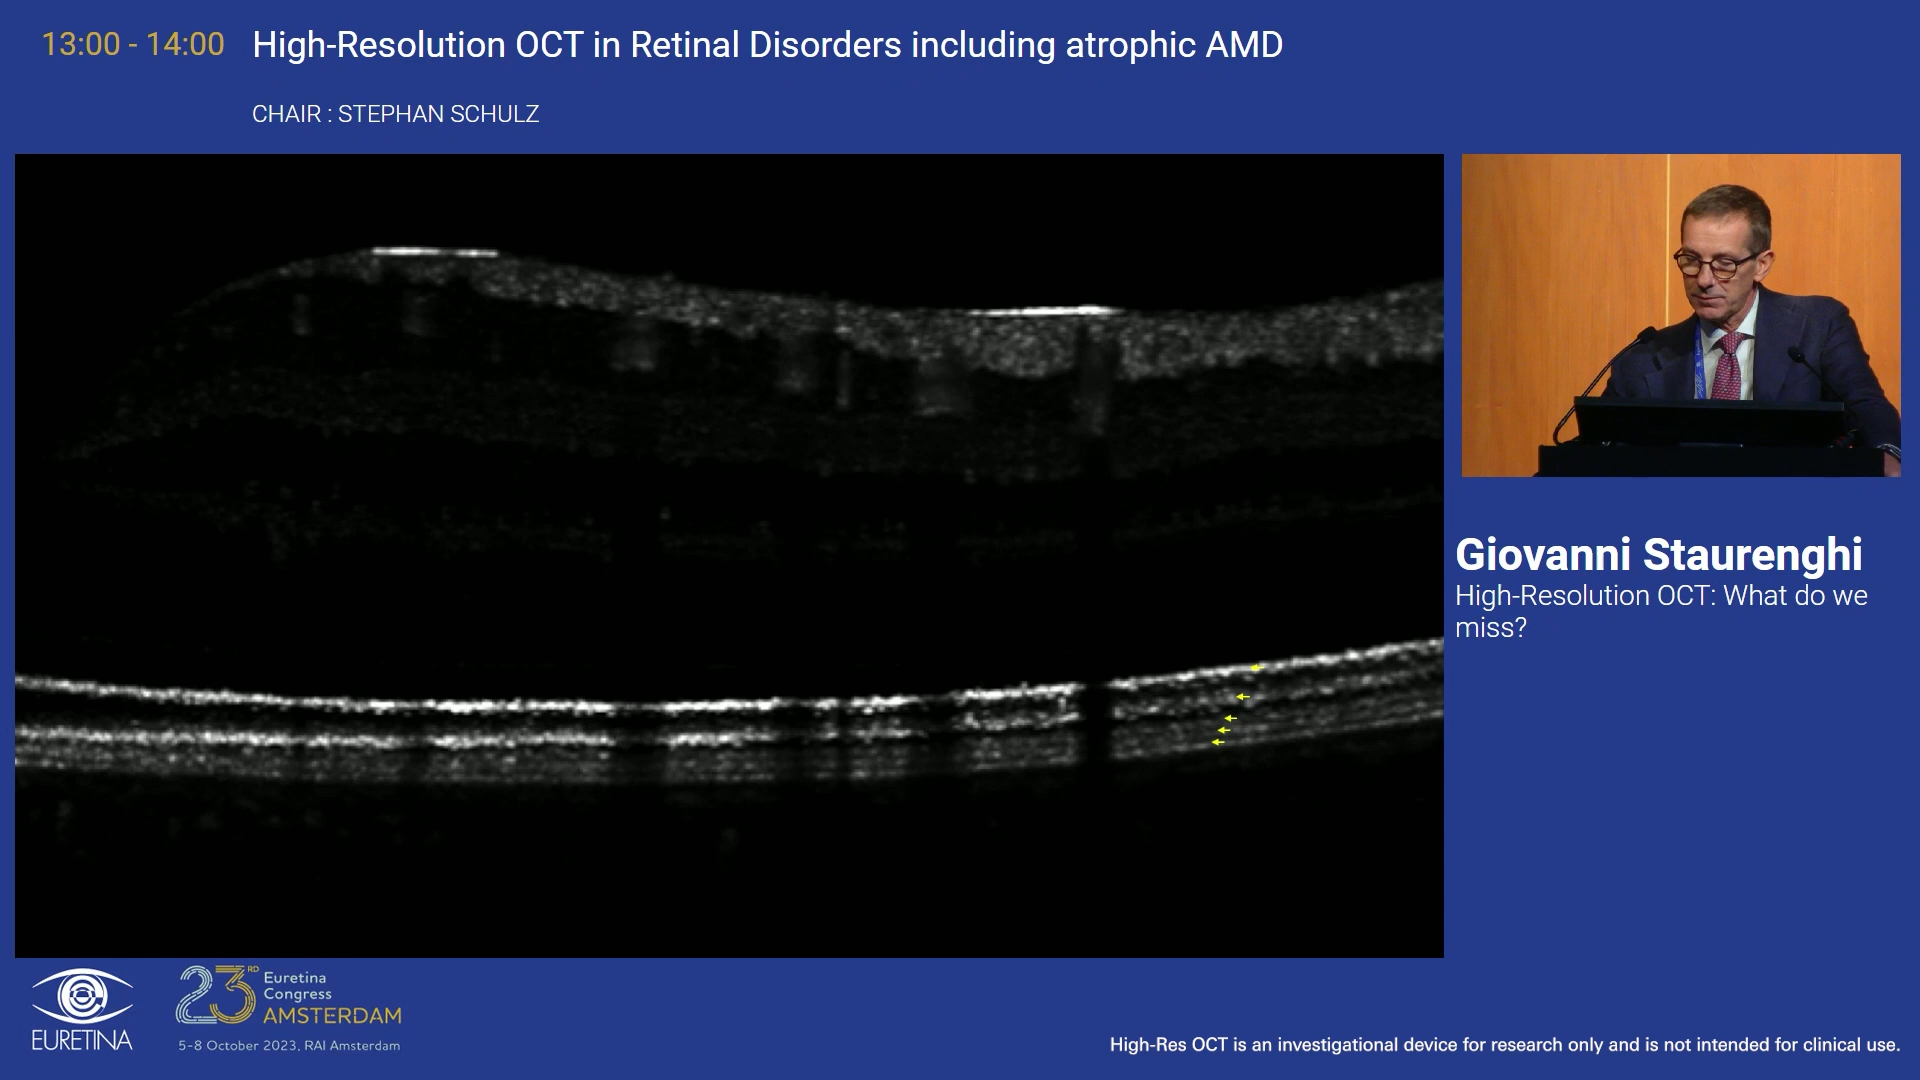 13:00 - 14:00 High-Resolution OCT in Retinal Disorders including atrophic AMD
CHAIR : STEPHAN SCHULZ
Giovanni Staurenghi
High-Resolution OCT: What do we
miss?
EURETINA
23RD
Euretina
Congress
AMSTERDAM
5-8 October 2023, RAI Amsterdam
High-Res OCT is an investigational device for research only and is not intended for clinical use.